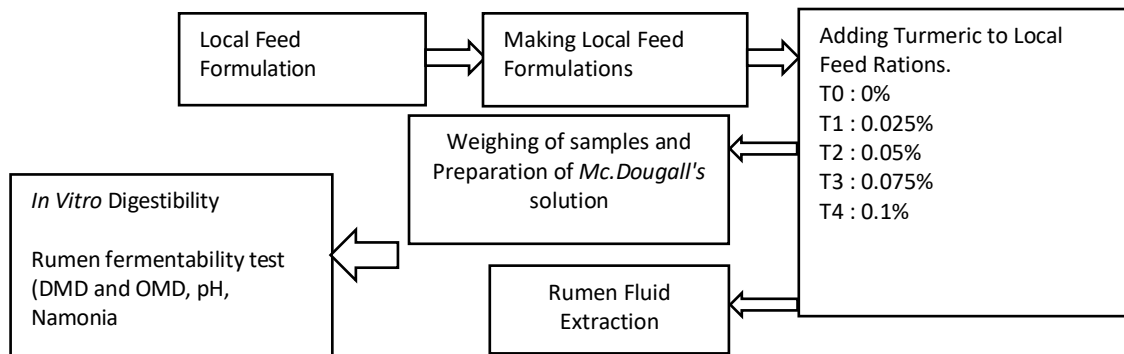 Local Feed
Formulation
Making Local Feed
Formulations
Adding Turmeric to Local
Feed Rations.
T0 : 0%
T1 : 0.025%
T2 : 0.05%
T3 : 0.075%
T4 : 0.1%
Weighing of samples and
Preparation of Mc.Dougall's
solution
Rumen Fluid
Extraction
In Vitro Digestibility
Rumen fermentability test
(DMD and OMD, pH,
Namonia